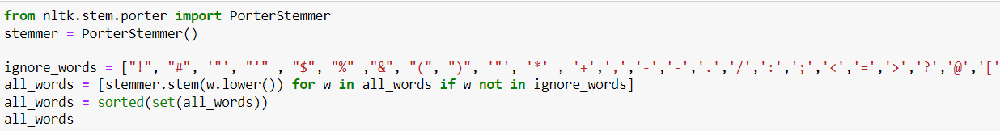 from nltk.stem.porter import PorterStemmer
stemmer = PorterStemmer()
ignore_words = ["!", "#", '"', "'" , "$", "%" ,"&", "(", ")", '"', '*' , '+',',','-','-','.','/',':',';','<','=','>','?','@','['
all_words = [stemmer.stem(w.lower()) for w in all_words if w not in ignore_words]
all_words = sorted(set(all_words))
all_words